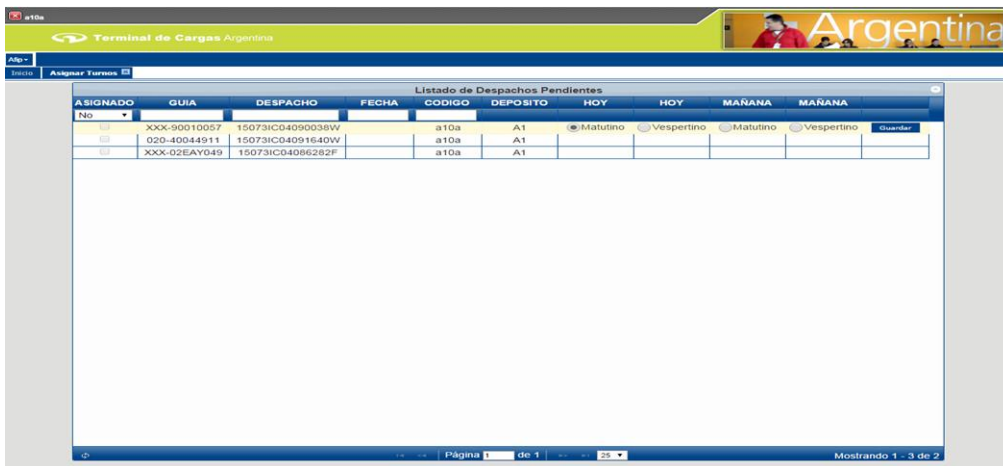 a10a
Terminal de Cargas Argentina
Argentina
Afip
Inicio Asignar Turnos
Listado de Despachos Pendientes
ASIGNADO GUIA DESPACHO FECHA CODIGO DEPOSITO HOY HOY MAÑANA MAÑANA
No
XXX-90010057 15073IC04090038W a10a A1 Matutino Vespertino Matutino Vespertino Guardar
020-40044911 15073IC04091640W a10a A1
XXX-02EAY049 15073IC04086282F a10a A1
Página 1 de 1 25 Mostrando 1 - 3 de 2